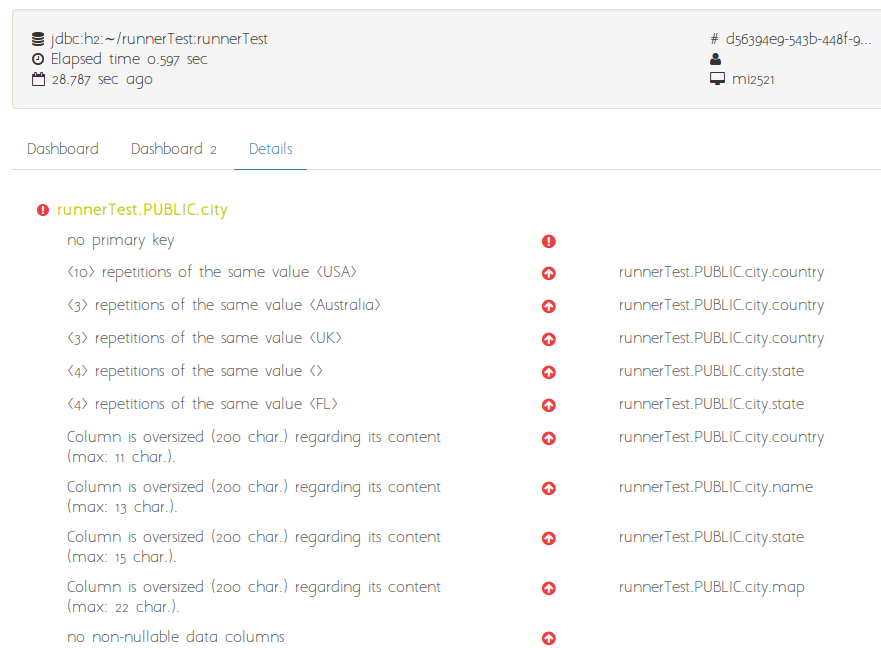 jdbc:h2:~/runnerTest:runnerTest # d56394e9-543b-448f-9...
Elapsed time 0.597 sec
28.787 sec ago mi2521
Dashboard Dashboard 2 Details
runnerTest.PUBLIC.city
no primary key
<10> repetitions of the same value <USA> runnerTest.PUBLIC.city.country
<3> repetitions of the same value <Australia> runnerTest.PUBLIC.city.country
<3> repetitions of the same value <UK> runnerTest.PUBLIC.city.country
<4> repetitions of the same value <> runnerTest.PUBLIC.city.state
<4> repetitions of the same value <FL> runnerTest.PUBLIC.city.state
Column is oversized (200 char.) regarding its content runnerTest.PUBLIC.city.country
(max: 11 char.).
Column is oversized (200 char.) regarding its content runnerTest.PUBLIC.city.name
(max: 13 char.).
Column is oversized (200 char.) regarding its content runnerTest.PUBLIC.city.state
(max: 15 char.).
Column is oversized (200 char.) regarding its content runnerTest.PUBLIC.city.map
(max: 22 char.).
no non-nullable data columns